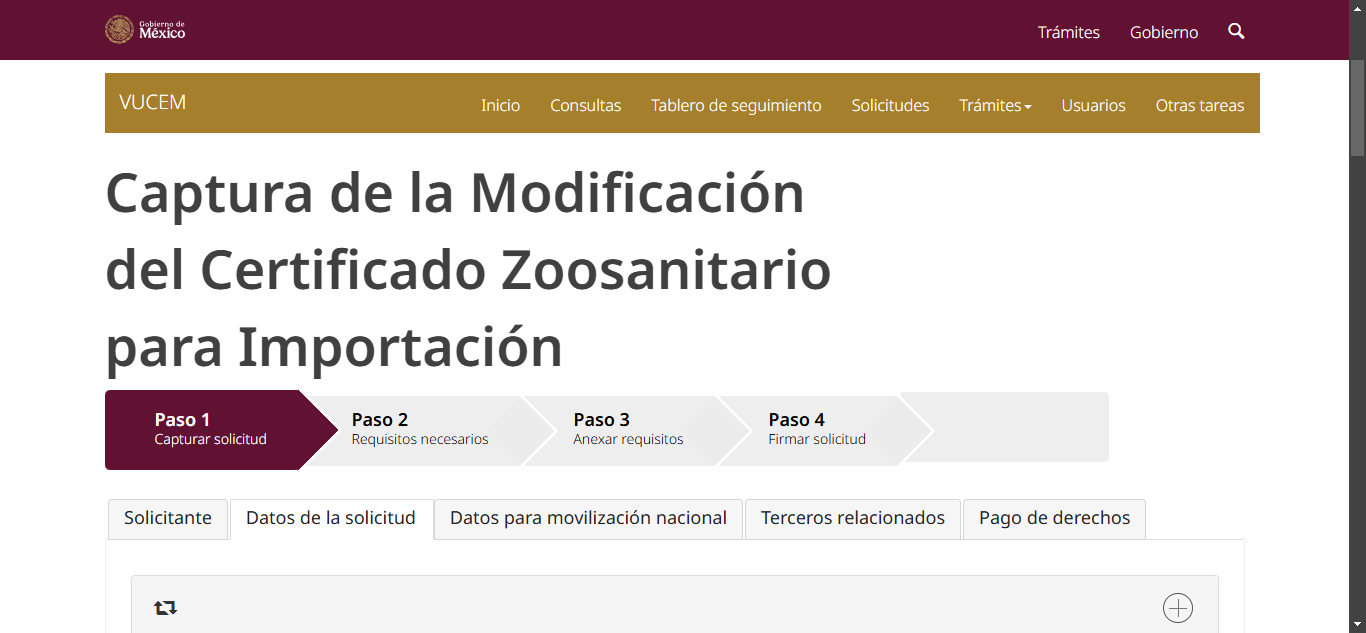 Gobierno de
México
Trámites
Gobierno
VUCEM
Inicio
Consultas
Tablero de seguimiento
Solicitudes
Trámites
Usuarios
Otras tareas
Captura de la Modificación
del Certificado Zoosanitario
para Importación
Paso 1
Capturar solicitud
Paso 2
Requisitos necesarios
Paso 3
Anexar requisitos
Paso 4
Firmar solicitud
Solicitante
Datos de la solicitud
Datos para movilización nacional
Terceros relacionados
Pago de derechos